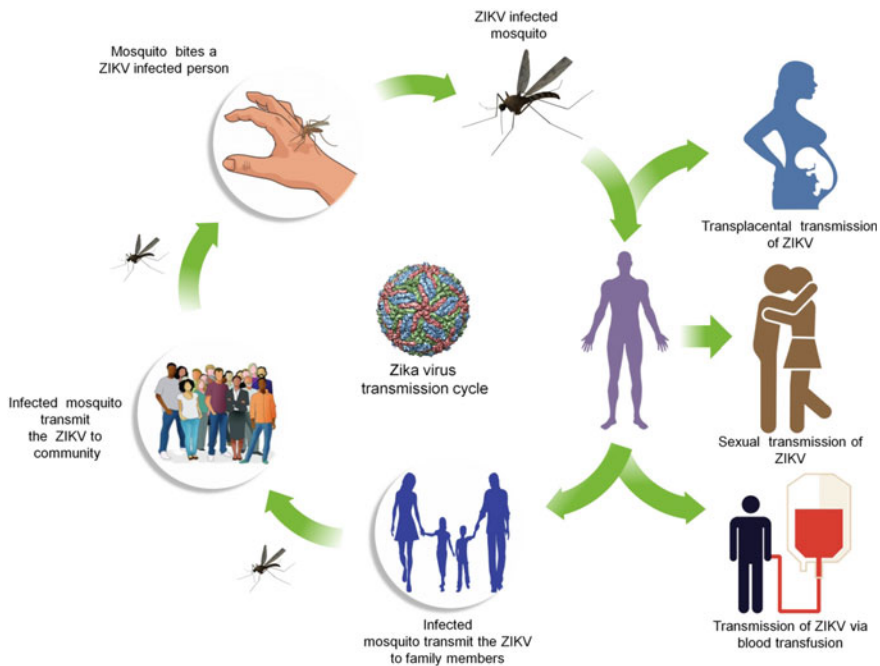 Mosquito bites a
ZIKV infected person
ZIKV infected
mosquito
Transplacental transmission
of ZIKV
Zika virus
transmission cycle
Sexual transmission of
ZIKV
Infected mosquito
transmit
the ZIKV to
community
Infected
mosquito transmit the ZIKV
to family members
Transmission of ZIKV via
blood transfusion